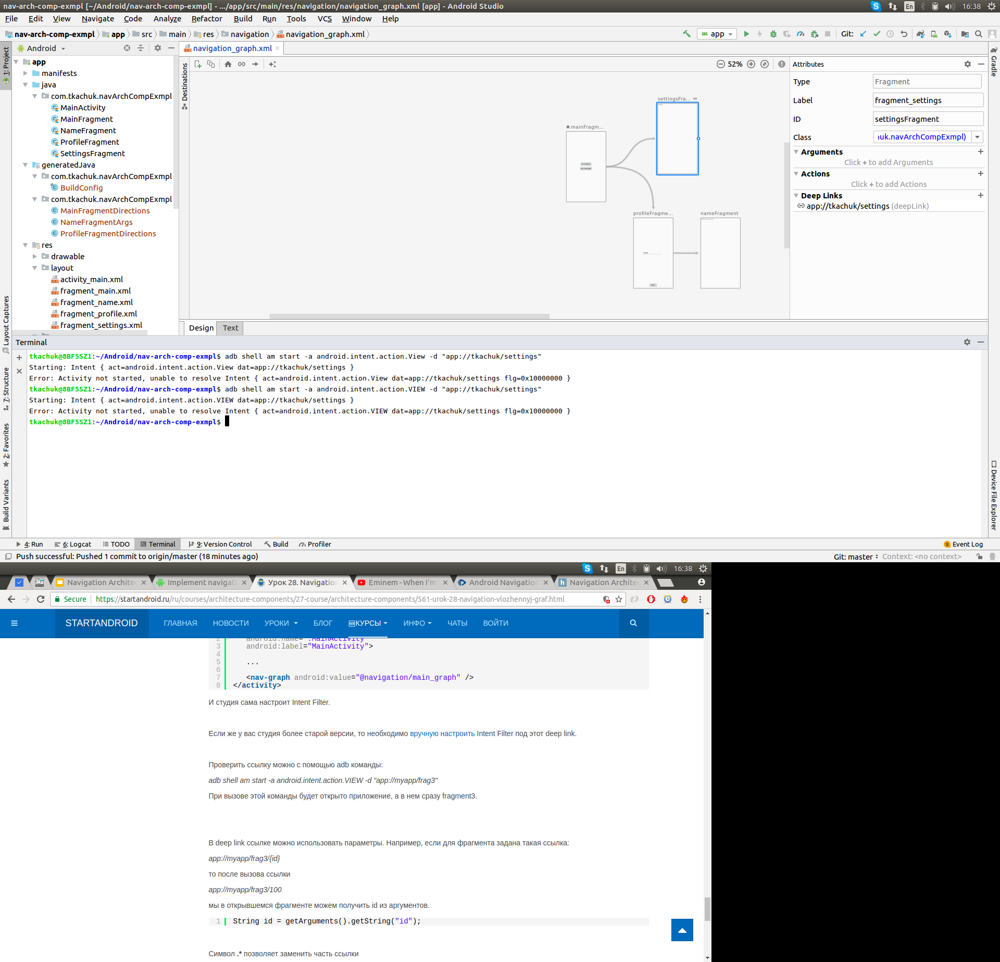 nav-arch-comp-exmpl [~/Android/nav-arch-comp-exmpl] - .../app/src/main/res/navigation/navigation_graph.xml [app] - Android Studio
En 16:38
File Edit View Navigate Code Analyze Refactor Build Run Tools VCS Window Help
nav-arch-comp-exmpl app src main res navigation navigation_graph.xml
app Git:
1: Project
Layout Captures
7: Structure
2: Favorites
Build Variants
Android
app
manifests
java
com.tkachuk.navArchCompExmpl
MainActivity
MainFragment
NameFragment
ProfileFragment
SettingsFragment
generatedJava
com.tkachuk.navArchCompExmpl
BuildConfig
com.tkachuk.navArchCompExmpl
MainFragmentDirections
NameFragmentArgs
ProfileFragmentDirections
res
drawable
layout
activity_main.xml
fragment_main.xml
fragment_name.xml
fragment_profile.xml
fragment_settings.xml
navigation_graph.xml
Destinations
52%
settingsFra...
mainFragm...
profileFragme...
nameFragment
Design Text
Attributes
Type Fragment
Label fragment_settings
ID settingsFragment
Class uk.navArchCompExmpl)
Arguments
Click + to add Arguments
Actions
Click + to add Actions
Deep Links
app://tkachuk/settings (deepLink)
Gradle
Device File Explorer
Terminal
tkachuk@8BF5SZ1:~/Android/nav-arch-comp-exmpl$ adb shell am start -a android.intent.action.View -d "app://tkachuk/settings"
Starting: Intent { act=android.intent.action.View dat=app://tkachuk/settings }
Error: Activity not started, unable to resolve Intent { act=android.intent.action.View dat=app://tkachuk/settings flg=0x10000000 }
tkachuk@8BF5SZ1:~/Android/nav-arch-comp-exmpl$ adb shell am start -a android.intent.action.VIEW -d "app://tkachuk/settings"
Starting: Intent { act=android.intent.action.VIEW dat=app://tkachuk/settings }
Error: Activity not started, unable to resolve Intent { act=android.intent.action.VIEW dat=app://tkachuk/settings flg=0x10000000 }
tkachuk@8BF5SZ1:~/Android/nav-arch-comp-exmpl$
4: Run 6: Logcat TODO Terminal 9: Version Control Build Profiler 5 Event Log
Push successful: Pushed 1 commit to origin/master (18 minutes ago) Git: master Context: <no context>
En 16:38
Navigation Architec Implement navigati Урок 28. Navigation Eminem - When I'm Android Navigation Navigation Architec
Secure https://startandroid.ru/ru/courses/architecture-components/27-course/architecture-components/561-urok-28-navigation-vlozhennyj-graf.html
STARTANDROID ГЛАВНАЯ НОВОСТИ УРОКИ БЛОГ NEW КУРСЫ ИНФО ЧАТЫ ВОЙТИ
2 android:name=".MainActivity"
3 android:label="MainActivity">
4
5 ...
6
7 <nav-graph android:value="@navigation/main_graph" />
8 </activity>
И студия сама настроит Intent Filter.
Если же у вас студия более старой версии, то необходимо вручную настроить Intent Filter под этот deep link.
Проверить ссылку можно с помощью adb команды:
adb shell am start -a android.intent.action.VIEW -d "app://myapp/frag3"
При вызове этой команды будет открыто приложение, а в нем сразу fragment3.
В deep link ссылке можно использовать параметры. Например, если для фрагмента задана такая ссылка:
app://myapp/frag3/{id}
то после вызова ссылки
app://myapp/frag3/100
мы в открывшемся фрагменте можем получить id из аргументов.
1 String id = getArguments().getString("id");
Символ .* позволяет заменить часть ссылки